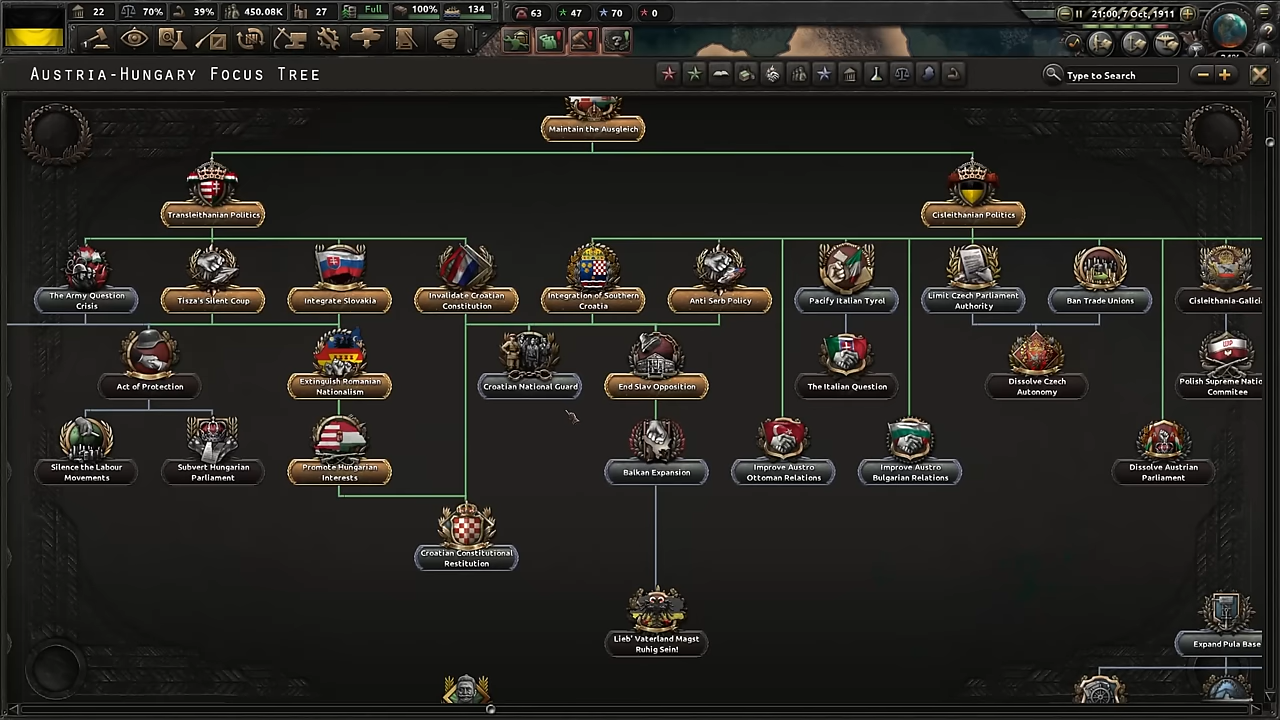 22 70% 39% 450.08K 27 Full 100% 134 63 47 70 0 21:00, 7 Oct, 1911
Austria-Hungary Focus Tree
Type to Search
Maintain the Ausgleich
Transleithanian Politics
Cisleithanian Politics
The Army Question
Crisis
Tisza's Silent Coup
Integrate Slovakia
Invalidate Croatian
Constitution
Integration of Southern
Croatia
Anti Serb Policy
Pacify Italian Tyrol
Limit Czech Parliament
Authority
Ban Trade Unions
Cisleithania-Galici
Act of Protection
Extinguish Romanian
Nationalism
Croatian National Guard
End Slav Opposition
The Italian Question
Dissolve Czech
Autonomy
Polish Supreme Natio
Commitee
Silence the Labour
Movements
Subvert Hungarian
Parliament
Promote Hungarian
Interests
Balkan Expansion
Improve Austro
Ottoman Relations
Improve Austro
Bulgarian Relations
Dissolve Austrian
Parliament
Croatian Constitutional
Restitution
Lieb' Vaterland Magst
Ruhig Sein!
Expand Pula Base